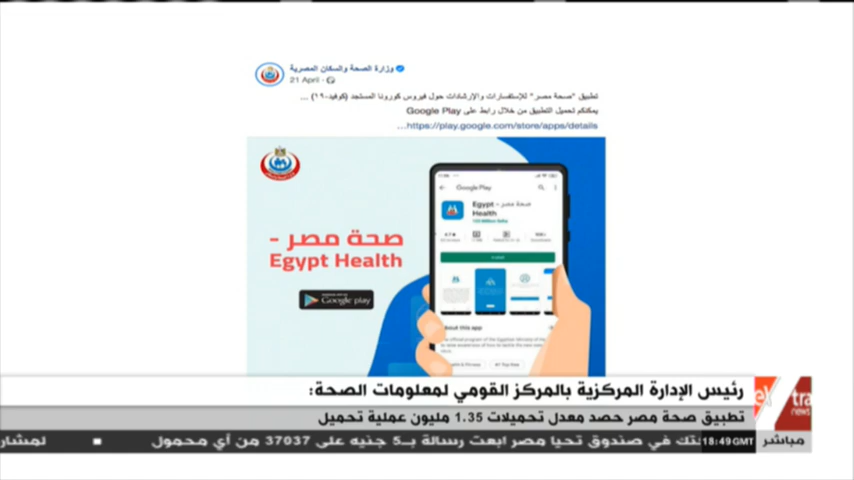 وزارة الصحة والسكان المصرية
21 April
تطبيق "صحة مصر" للإستفسارات والإرشادات حول فيروس كورونا المستجد (كوفيد-١٩) ...
يمكنكم تحميل التطبيق من خلال رابط على Google Play
https://play.google.com/store/apps/details...
Google Play
صحة مصر - Egypt
Health
صحة مصر -
Egypt Health
Google play
About this app
رئيس الإدارة المركزية بالمركز القومي لمعلومات الصحة:
تطبيق صحة مصر حصد معدل تحميلات 1.35 مليون عملية تحميل
extra
news
مباشر
18:49 GMT
تك في صندوق تحيا مصر ابعت رسالة بـ5 جنيه على 37037 من أي محمول
لمشار